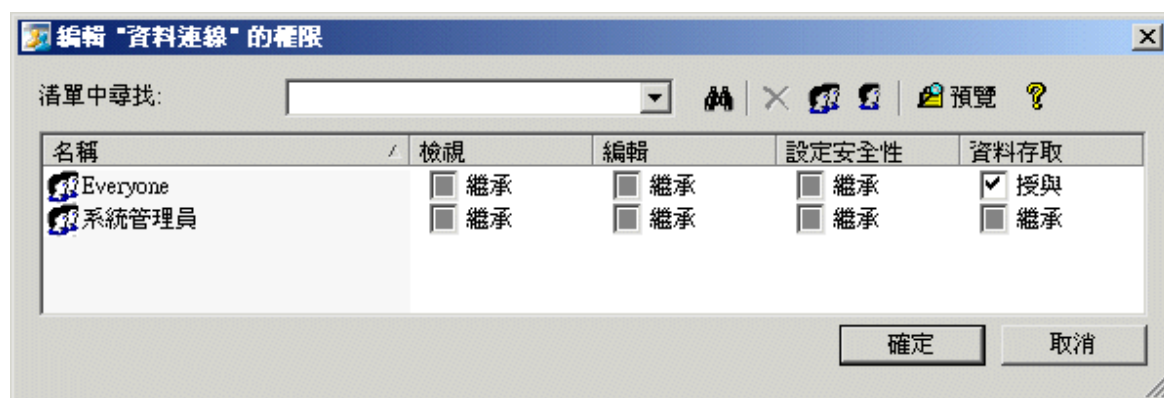 編輯 "資料連線" 的權限
清單中尋找:
預覽
名稱 檢視 編輯 設定安全性 資料存取
Everyone 繼承 繼承 繼承 授與
系統管理員 繼承 繼承 繼承 繼承
確定 取消